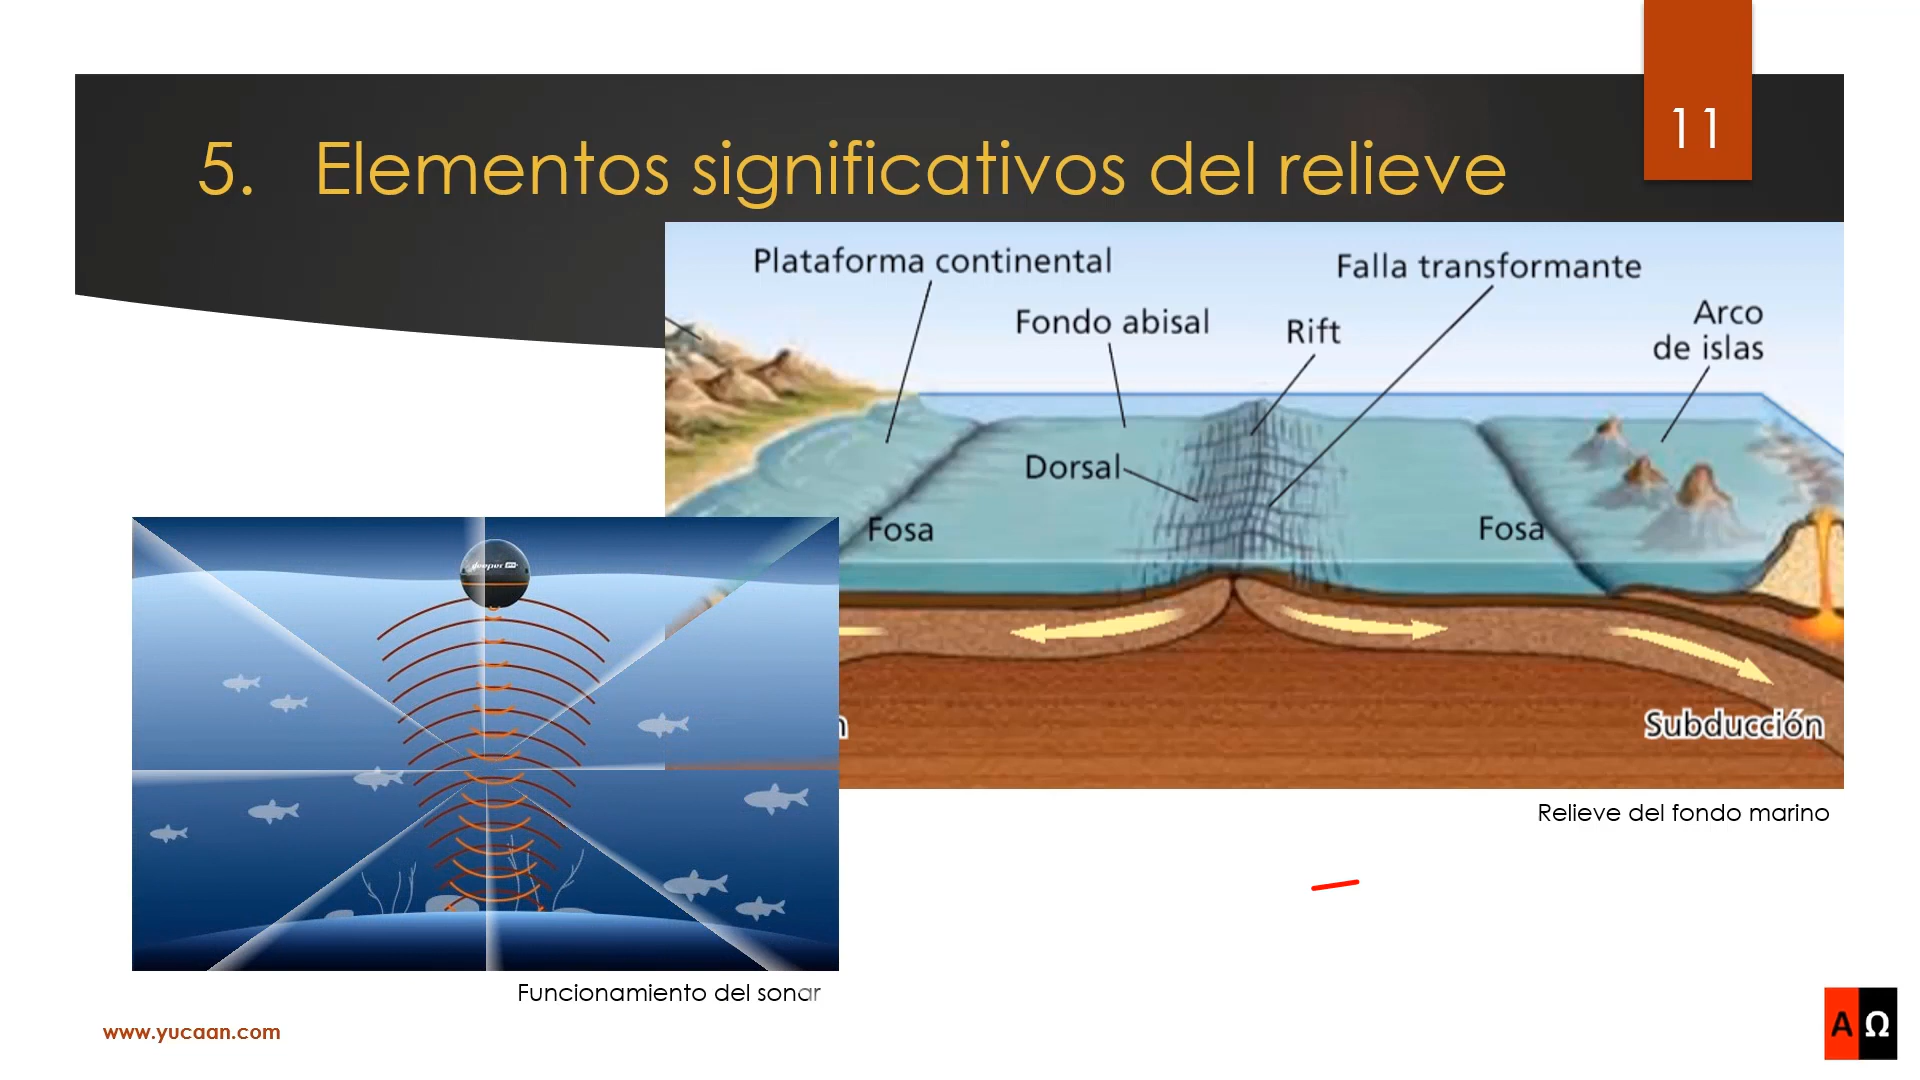 11
5. Elementos significativos del relieve
Plataforma continental
Falla transformante
Fondo abisal
Rift
Arco
de islas
Dorsal
Fosa
Fosa
Subducción
Relieve del fondo marino
deeper
Funcionamiento del sonar
www.yucaan.com
A Ω